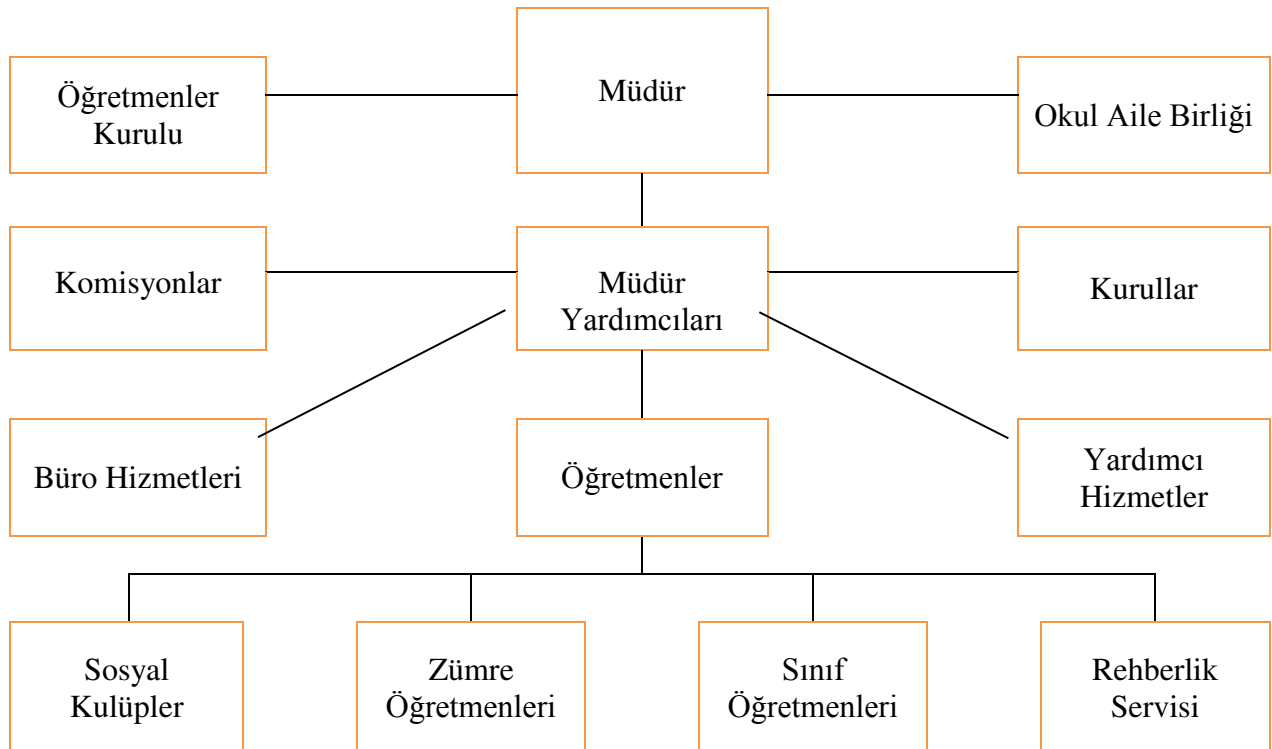 Öğretmenler
Kurulu
Müdür
Okul Aile Birliği
Komisyonlar
Müdür
Yardımcıları
Kurullar
Büro Hizmetleri
Öğretmenler
Yardımcı
Hizmetler
Sosyal
Kulüpler
Zümre
Öğretmenleri
Sınıf
Öğretmenleri
Rehberlik
Servisi